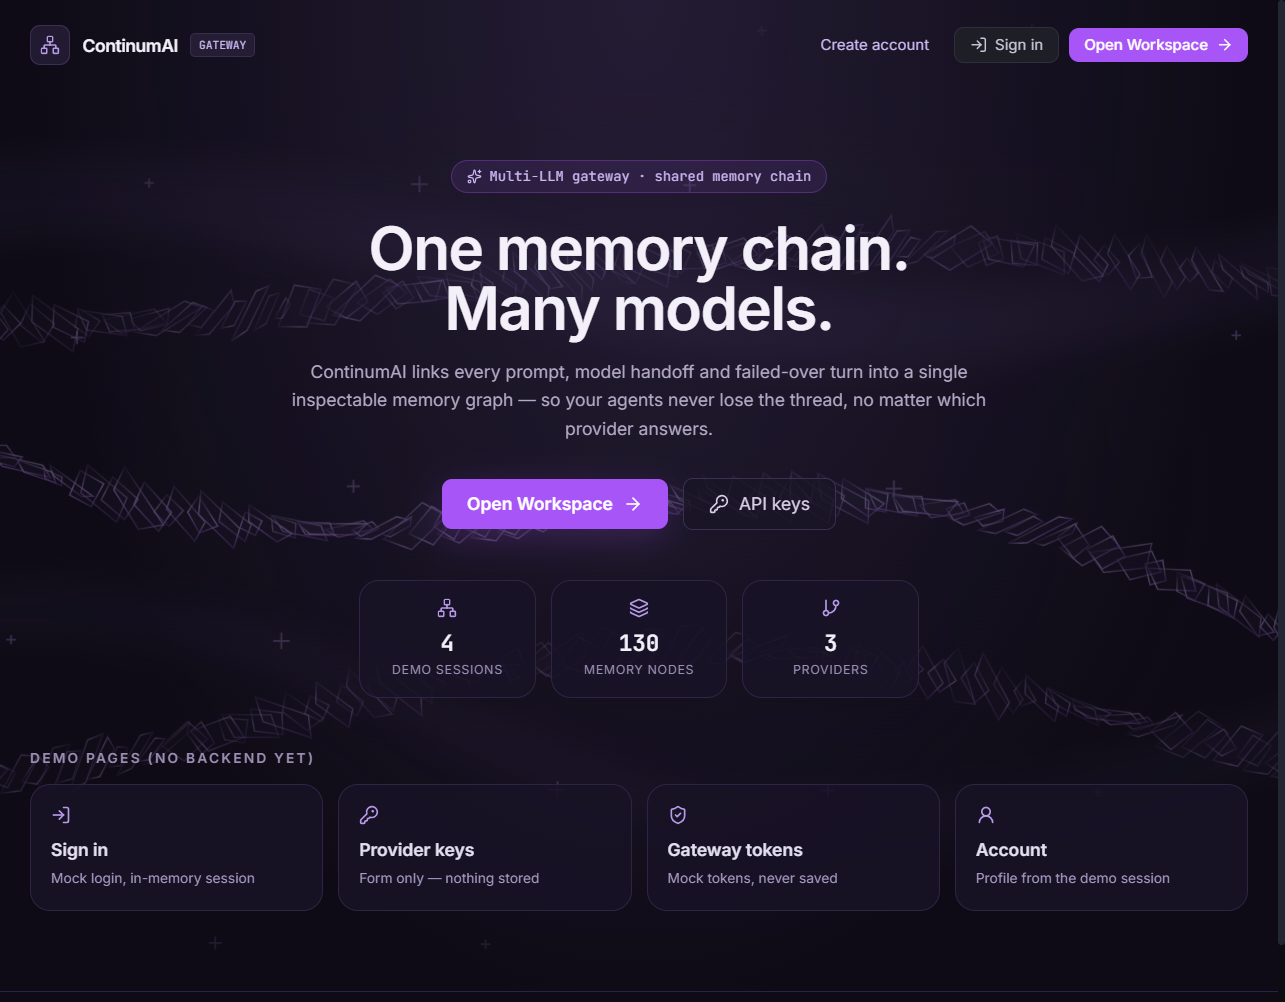 ContinumAI
GATEWAY
Create account
Sign in
Open Workspace
Multi-LLM gateway · shared memory chain
One memory chain.
Many models.
ContinumAI links every prompt, model handoff and failed-over turn into a single
inspectable memory graph — so your agents never lose the thread, no matter which
provider answers.
Open Workspace
API keys
4
DEMO SESSIONS
130
MEMORY NODES
3
PROVIDERS
DEMO PAGES (NO BACKEND YET)
Sign in
Mock login, in-memory session
Provider keys
Form only — nothing stored
Gateway tokens
Mock tokens, never saved
Account
Profile from the demo session